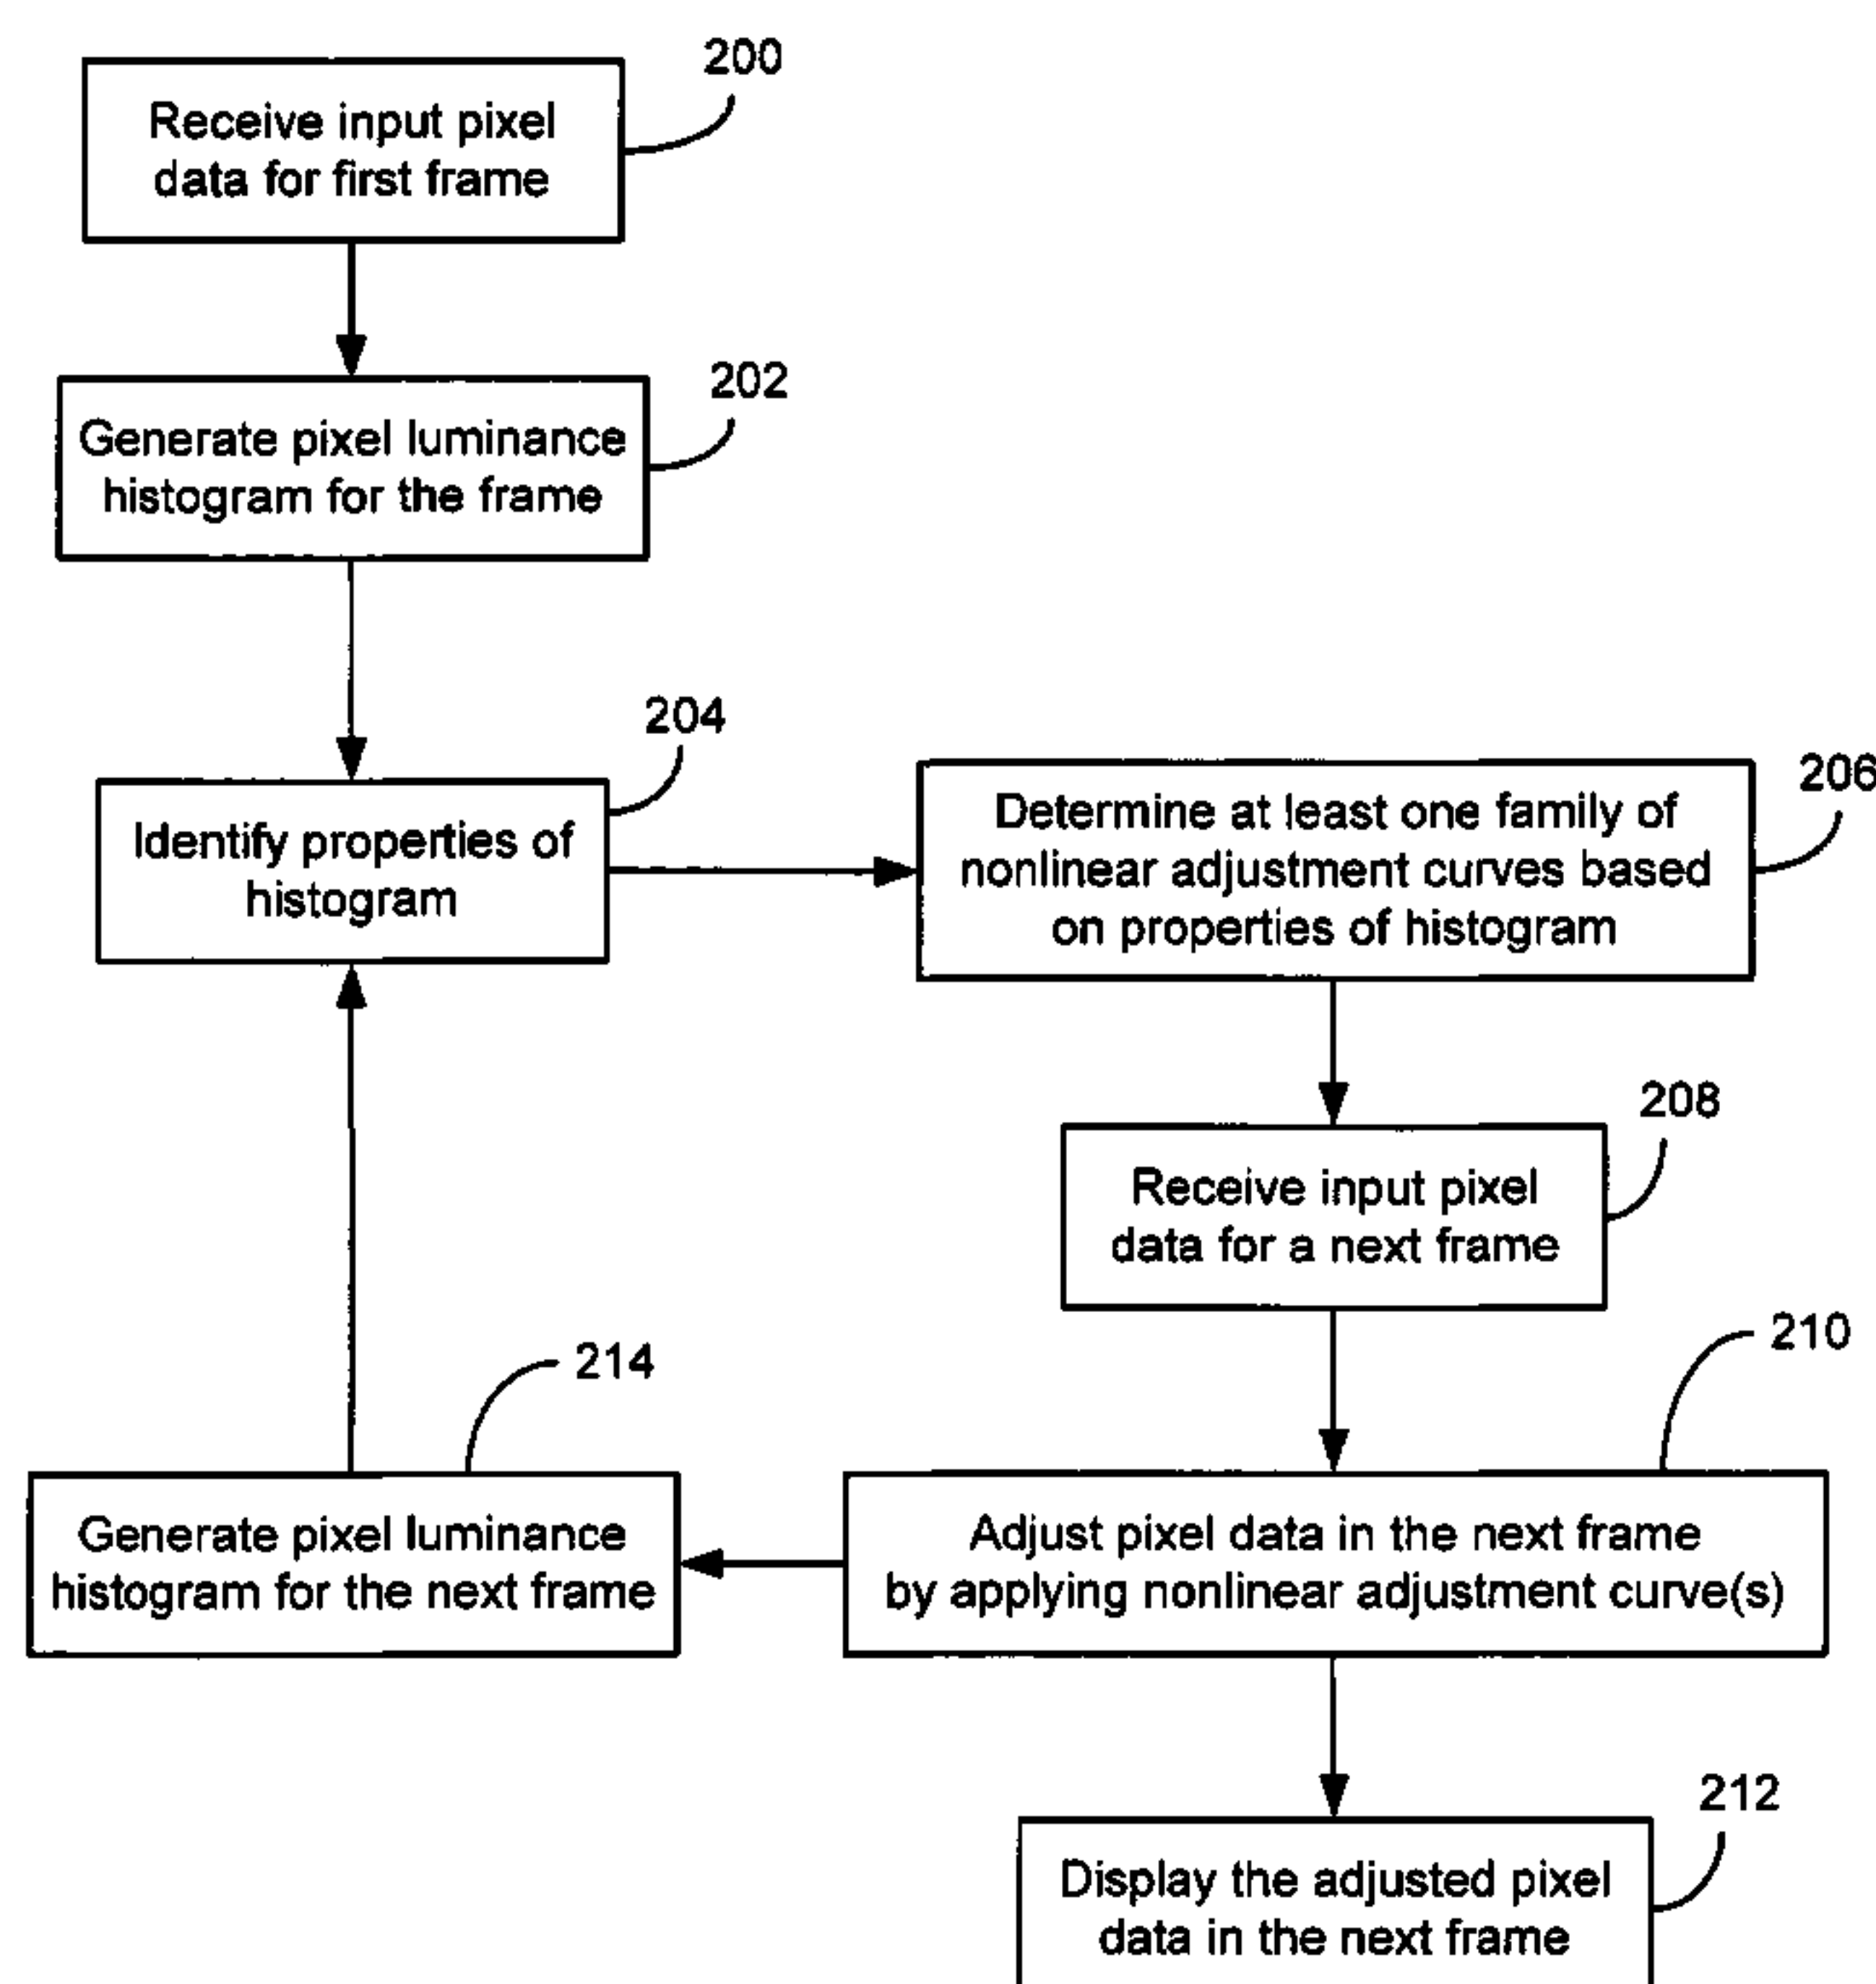 200
Receive input pixel
data for first frame
202
Generate pixel luminance
histogram for the frame
204
Identify properties of
histogram
206
Determine at least one family of
nonlinear adjustment curves based
on properties of histogram
208
Receive input pixel
data for a next frame
210
Adjust pixel data in the next frame
by applying nonlinear adjustment curve(s)
214
Generate pixel luminance
histogram for the next frame
212
Display the adjusted pixel
data in the next frame